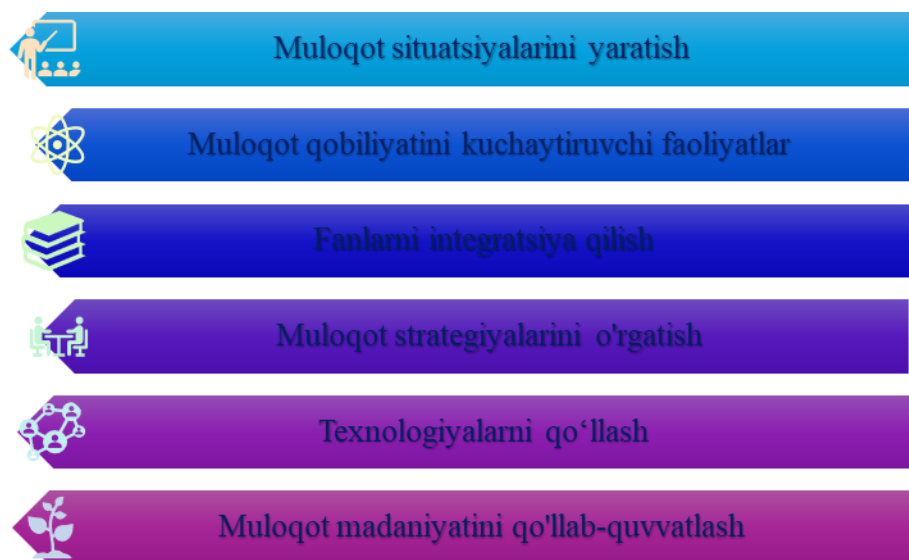 Muloqot situatsiyalarini yaratish
Muloqot qobiliyatini kuchaytiruvchi faoliyatlar
Fanlarni integratsiya qilish
Muloqot strategiyalarini o'rgatish
Texnologiyalarni qo‘llash
Muloqot madaniyatini qo'llab-quvvatlash